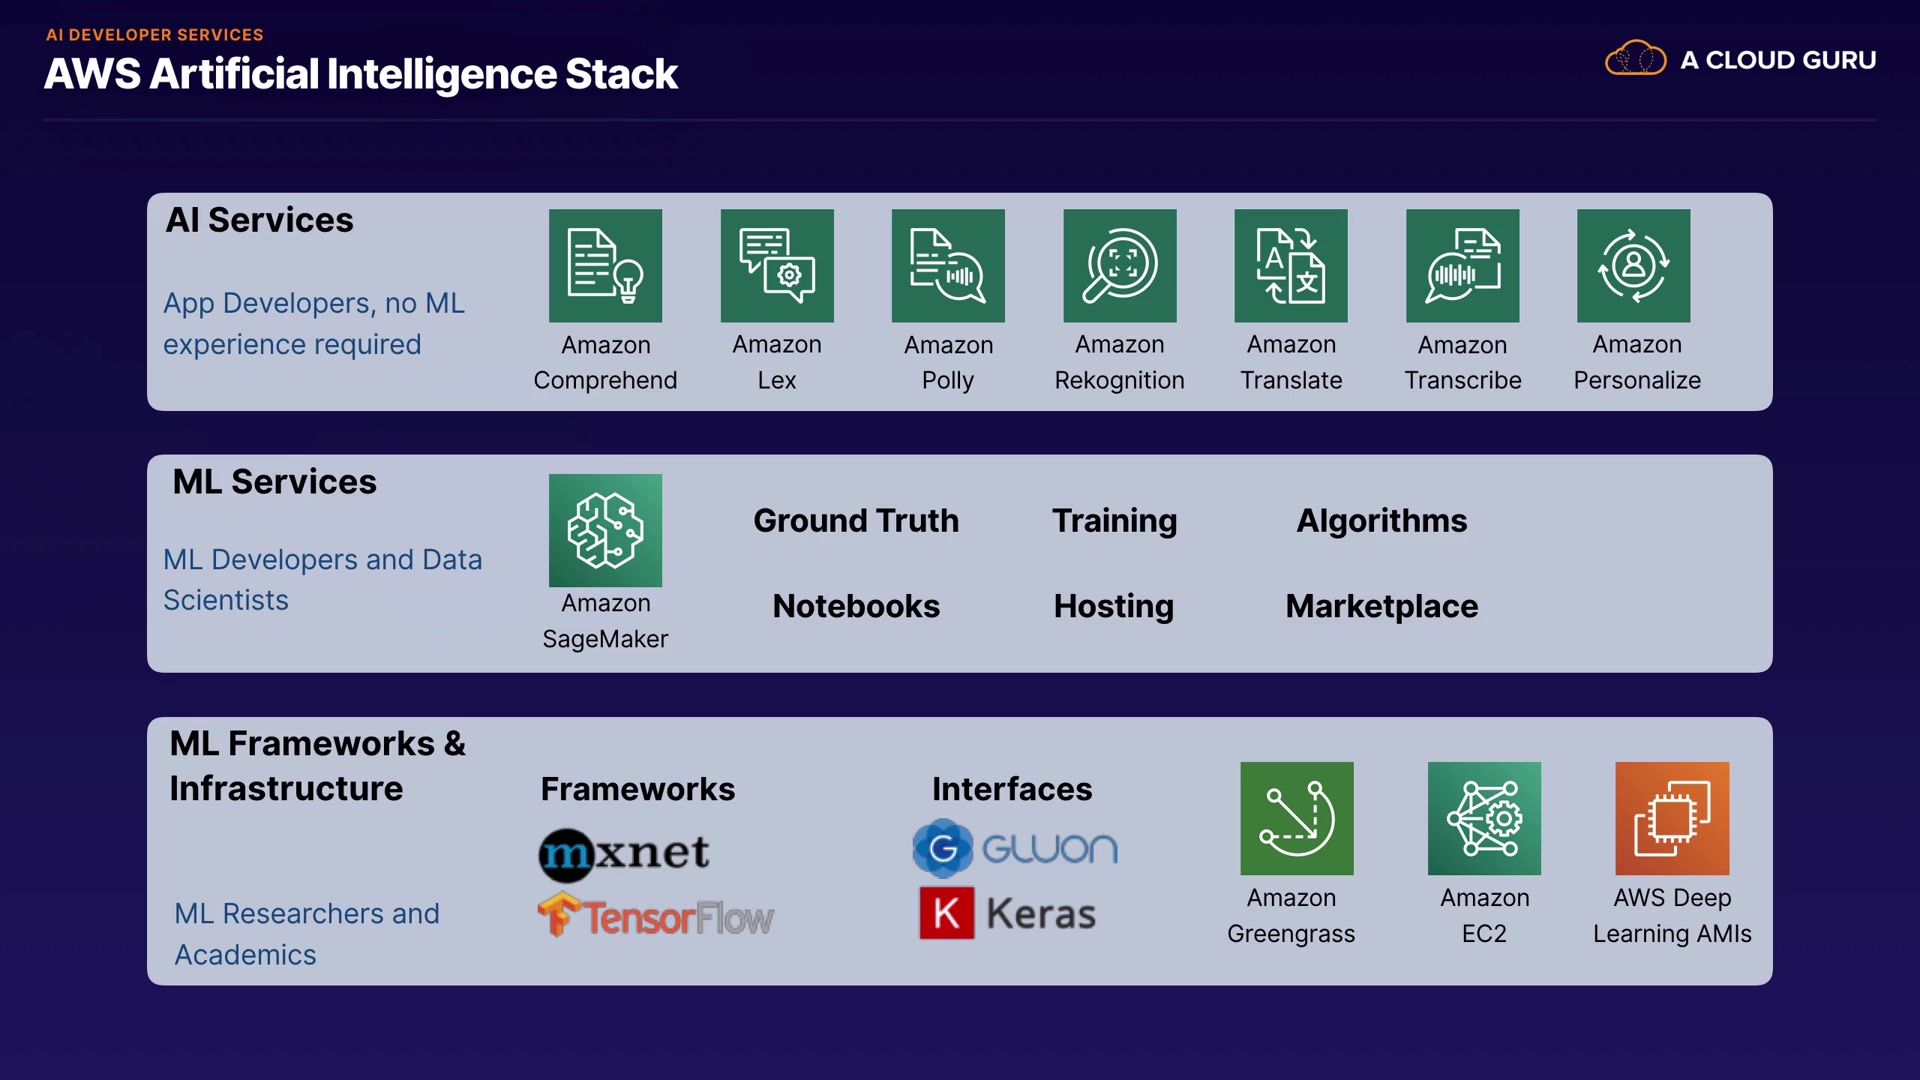 AI DEVELOPER SERVICES
AWS Artificial Intelligence Stack
A CLOUD GURU
AI Services
App Developers, no ML
experience required
A
文
Amazon
Comprehend
Amazon
Lex
Amazon
Polly
Amazon
Rekognition
Amazon
Translate
Amazon
Transcribe
Amazon
Personalize
ML Services
ML Developers and Data
Scientists
Amazon
SageMaker
Ground Truth
Training
Algorithms
Notebooks
Hosting
Marketplace
ML Frameworks &
Infrastructure
ML Researchers and
Academics
Frameworks
mxnet
TensorFlow
Interfaces
G GLUON
K Keras
Amazon
Greengrass
Amazon
EC2
AWS Deep
Learning AMIs